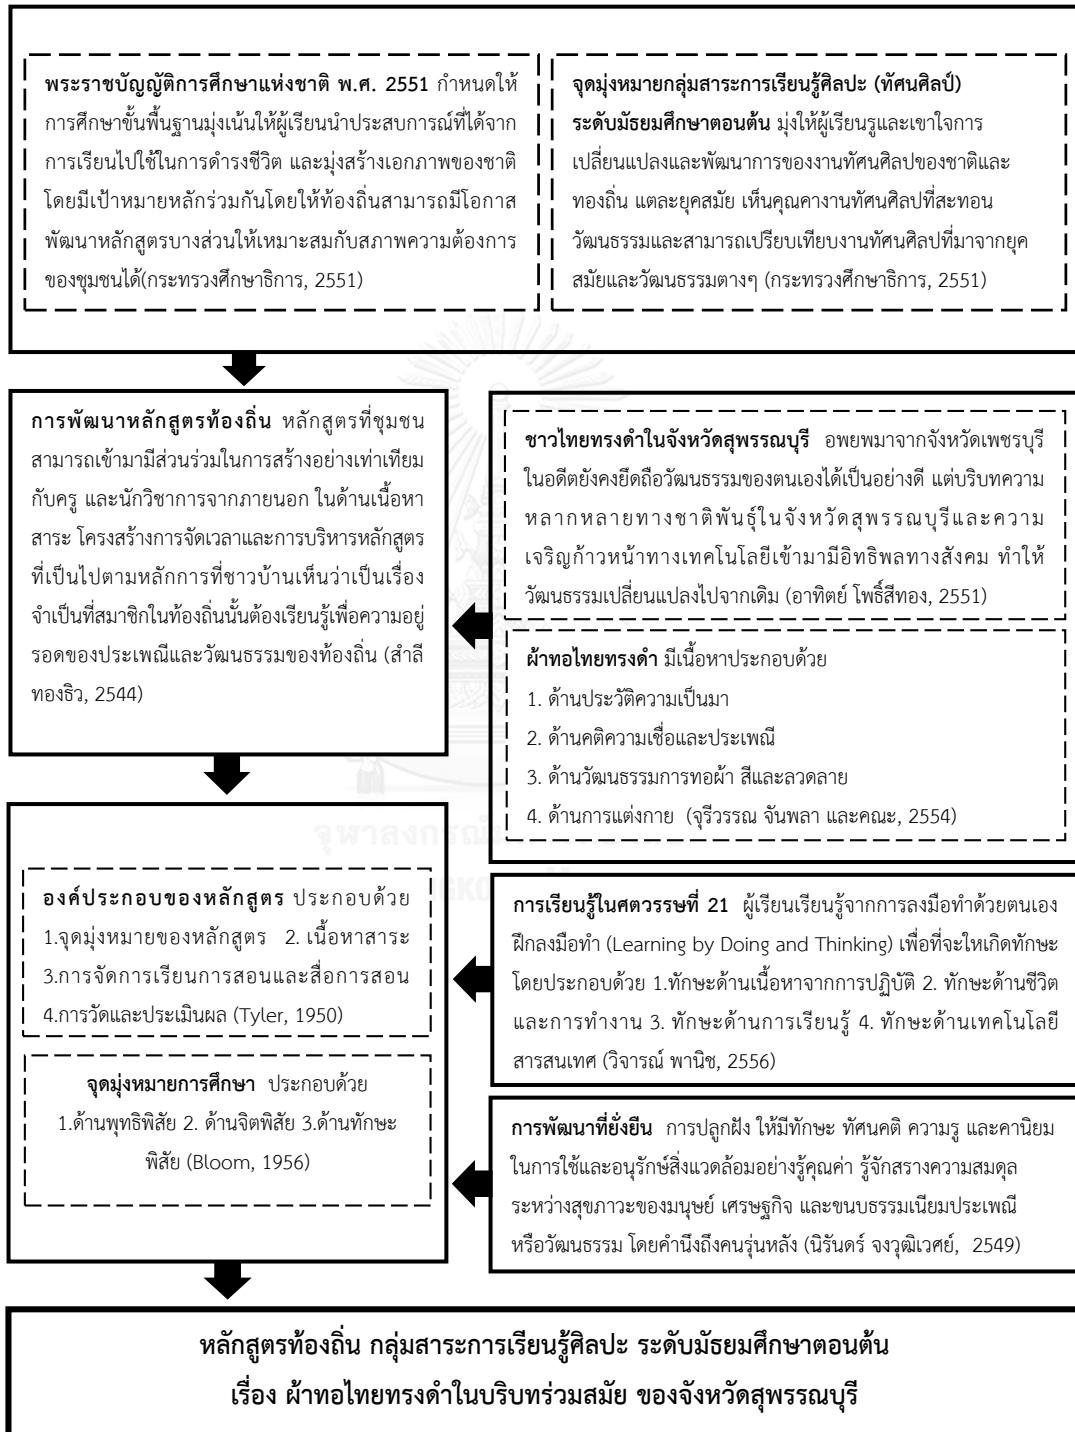 พระราชบัญญัติการศึกษาแห่งชาติ พ.ศ. 2551 กำหนดให้
การศึกษาขั้นพื้นฐานมุ่งเน้นให้ผู้เรียนนำประสบการณ์ที่ได้จาก
การเรียนไปใช้ในการดำรงชีวิต และมุ่งสร้างเอกภาพของชาติ
โดยมีเป้าหมายหลักร่วมกันโดยให้ท้องถิ่นสามารถมีโอกาส
พัฒนาหลักสูตรบางส่วนให้เหมาะสมกับสภาพความต้องการ
ของชุมชนได้(กระทรวงศึกษาธิการ, 2551)
จุดมุ่งหมายกลุ่มสาระการเรียนรู้ศิลปะ (ทัศนศิลป์)
ระดับมัธยมศึกษาตอนต้น มุ่งให้ผู้เรียนรูและเขาใจการ
เปลี่ยนแปลงและพัฒนาการของงานทัศนศิลปของชาติและ
ทองถิ่น แตละยุคสมัย เห็นคุณคางานทัศนศิลปที่สะทอน
วัฒนธรรมและสามารถเปรียบเทียบงานทัศนศิลปที่มาจากยุค
สมัยและวัฒนธรรมตางๆ (กระทรวงศึกษาธิการ, 2551)
การพัฒนาหลักสูตรท้องถิ่น หลักสูตรที่ชุมชน
สามารถเข้ามามีส่วนร่วมในการสร้างอย่างเท่าเทียม
กับครู และนักวิชาการจากภายนอก ในด้านเนื้อหา
สาระ โครงสร้างการจัดเวลาและการบริหารหลักสูตร
ที่เป็นไปตามหลักการที่ชาวบ้านเห็นว่าเป็นเรื่อง
จำเป็นที่สมาชิกในท้องถิ่นนั้นต้องเรียนรู้เพื่อความอยู่
รอดของประเพณีและวัฒนธรรมของท้องถิ่น (สำลี
ทองธิว, 2544)
ชาวไทยทรงดำในจังหวัดสุพรรณบุรี อพยพมาจากจังหวัดเพชรบุรี
ในอดีตยังคงยึดถือวัฒนธรรมของตนเองได้เป็นอย่างดี แต่บริบทความ
หลากหลายทางชาติพันธุ์ในจังหวัดสุพรรณบุรีและความ
เจริญก้าวหน้าทางเทคโนโลยีเข้ามามีอิทธิพลทางสังคม ทำให้
วัฒนธรรมเปลี่ยนแปลงไปจากเดิม (อาทิตย์ โพธิ์สีทอง, 2551)
ผ้าทอไทยทรงดำ มีเนื้อหาประกอบด้วย
1. ด้านประวัติความเป็นมา
2. ด้านคติความเชื่อและประเพณี
3. ด้านวัฒนธรรมการทอผ้า สีและลวดลาย
4. ด้านการแต่งกาย (จุรีวรรณ จันพลา และคณะ, 2554)
องค์ประกอบของหลักสูตร ประกอบด้วย
1.จุดมุ่งหมายของหลักสูตร 2. เนื้อหาสาระ
3.การจัดการเรียนการสอนและสื่อการสอน
4.การวัดและประเมินผล (Tyler, 1950)
จุดมุ่งหมายการศึกษา ประกอบด้วย
1.ด้านพุทธิพิสัย 2. ด้านจิตพิสัย 3.ด้านทักษะ
พิสัย (Bloom, 1956)
การเรียนรู้ในศตวรรษที่ 21 ผู้เรียนเรียนรู้จากการลงมือทำด้วยตนเอง
ฝึกลงมือทำ (Learning by Doing and Thinking) เพื่อที่จะใหเกิดทักษะ
โดยประกอบด้วย 1.ทักษะด้านเนื้อหาจากการปฏิบัติ 2. ทักษะด้านชีวิต
และการทำงาน 3. ทักษะด้านการเรียนรู้ 4. ทักษะด้านเทคโนโลยี
สารสนเทศ (วิจารณ์ พานิช, 2556)
การพัฒนาที่ยั่งยืน การปลูกฝัง ให้มีทักษะ ทัศนคติ ความรู และคานิยม
ในการใช้และอนุรักษ์สิ่งแวดล้อมอย่างรู้คุณค่า รู้จักสรางความสมดุล
ระหว่างสุขภาวะของมนุษย์ เศรษฐกิจ และขนบธรรมเนียมประเพณี
หรือวัฒนธรรม โดยคำนึงถึงคนรุ่นหลัง (นิรันดร์ จงวุฒิเวศย์, 2549)
หลักสูตรท้องถิ่น กลุ่มสาระการเรียนรู้ศิลปะ ระดับมัธยมศึกษาตอนต้น
เรื่อง ผ้าทอไทยทรงดำในบริบทร่วมสมัย ของจังหวัดสุพรรณบุรี